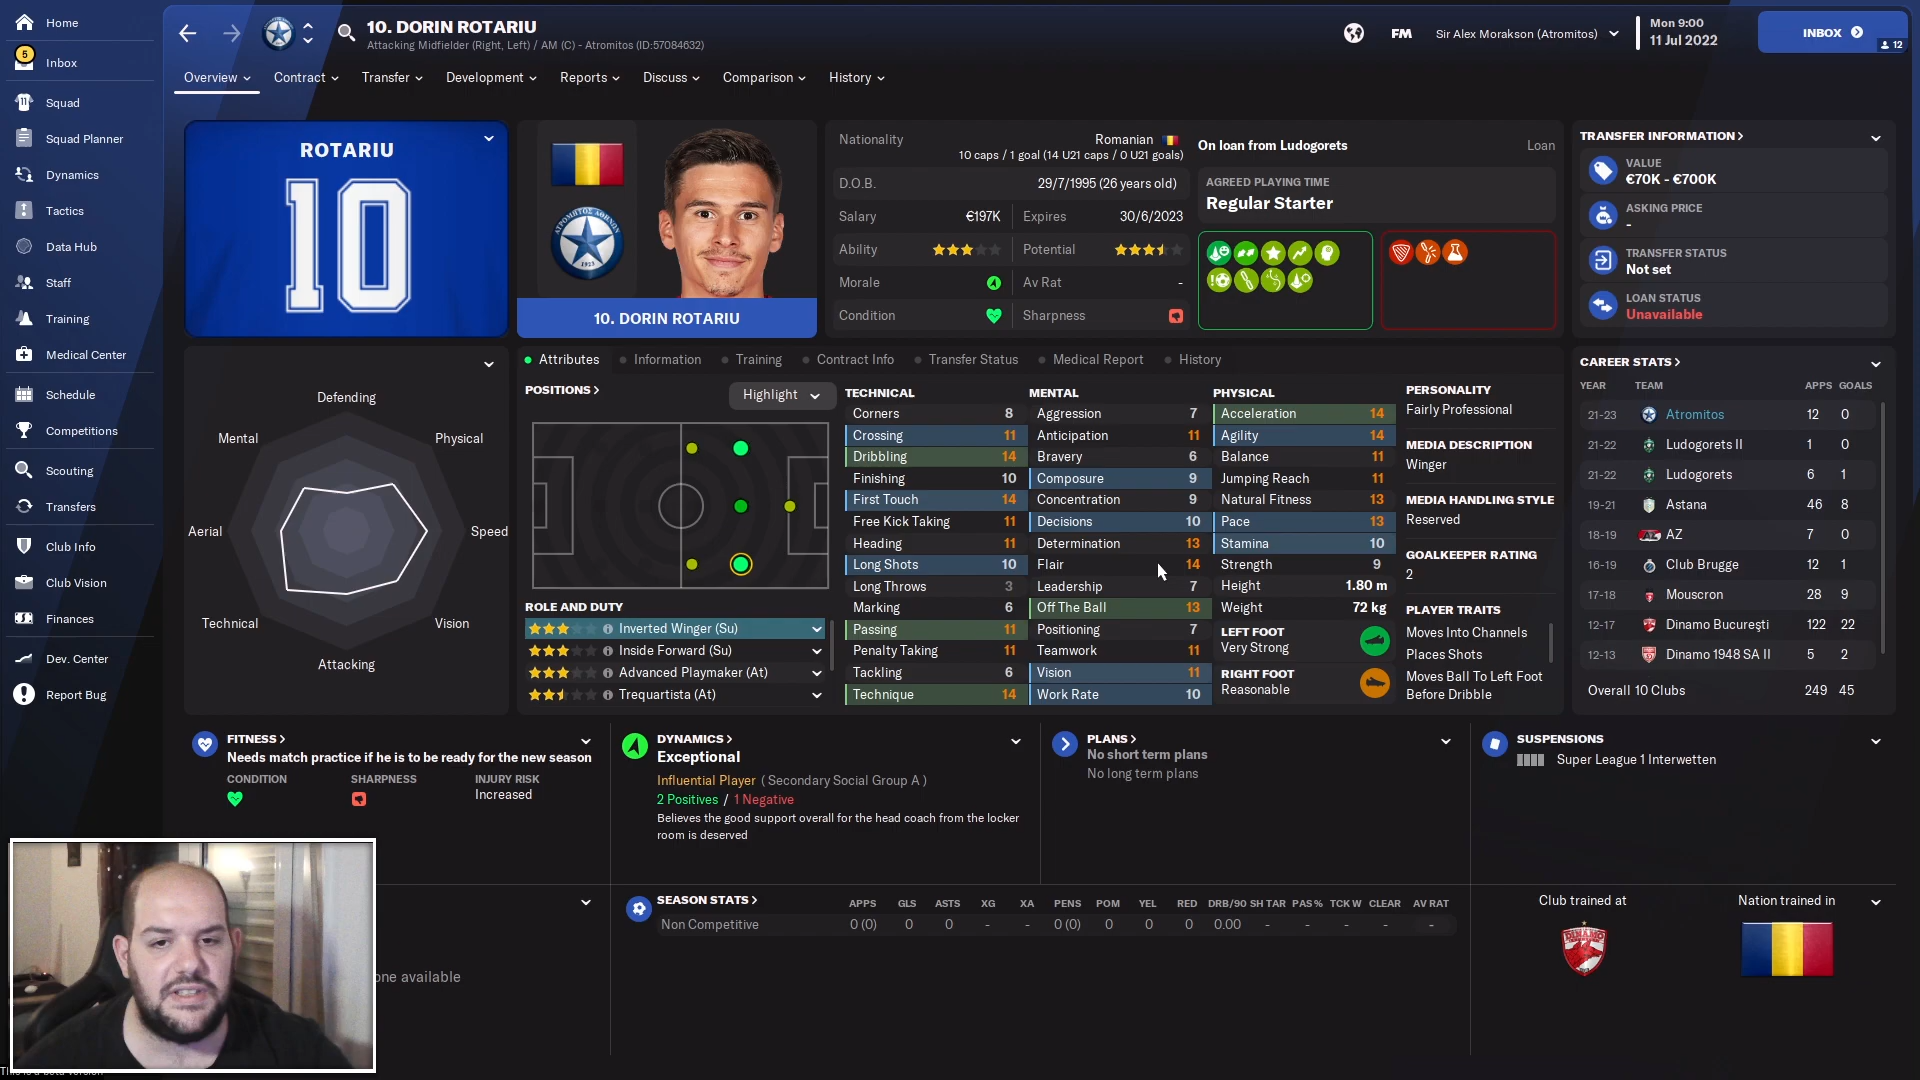 Home
5
Inbox
Squad
Squad Planner
Dynamics
Tactics
Data Hub
Staff
Training
Medical Center
Schedule
Competitions
Scouting
Transfers
Club Info
Club Vision
Finances
Dev. Center
Report Bug
10. DORIN ROTARIU
Attacking Midfielder (Right, Left) / AM (C) - Atromitos (ID:57084632)
FM
Sir Alex Morakson (Atromitos)
Mon 9:00
11 Jul 2022
INBOX
12
Overview
Contract
Transfer
Development
Reports
Discuss
Comparison
History
ROTARIU
10
10. DORIN ROTARIU
Nationality Romanian
10 caps / 1 goal (14 U21 caps / 0 U21 goals)
D.O.B. 29/7/1995 (26 years old)
Salary €197K Expires 30/6/2023
Ability Potential
Morale Av Rat -
Condition Sharpness
On loan from Ludogorets Loan
AGREED PLAYING TIME
Regular Starter
TRANSFER INFORMATION >
VALUE
€70K - €700K
ASKING PRICE
-
TRANSFER STATUS
Not set
LOAN STATUS
Unavailable
Defending
Physical
Speed
Vision
Attacking
Technical
Aerial
Mental
Attributes
Information
Training
Contract Info
Transfer Status
Medical Report
History
POSITIONS >
Highlight
ROLE AND DUTY
Inverted Winger (Su)
Inside Forward (Su)
Advanced Playmaker (At)
Trequartista (At)
TECHNICAL
Corners 8
Crossing 11
Dribbling 14
Finishing 10
First Touch 14
Free Kick Taking 11
Heading 11
Long Shots 10
Long Throws 3
Marking 6
Passing 11
Penalty Taking 11
Tackling 6
Technique 14
MENTAL
Aggression 7
Anticipation 11
Bravery 6
Composure 9
Concentration 9
Decisions 10
Determination 13
Flair 14
Leadership 7
Off The Ball 13
Positioning 7
Teamwork 11
Vision 11
Work Rate 10
PHYSICAL
Acceleration 14
Agility 14
Balance 11
Jumping Reach 11
Natural Fitness 13
Pace 13
Stamina 10
Strength 9
Height 1.80 m
Weight 72 kg
LEFT FOOT
Very Strong
RIGHT FOOT
Reasonable
PERSONALITY
Fairly Professional
MEDIA DESCRIPTION
Winger
MEDIA HANDLING STYLE
Reserved
GOALKEEPER RATING
2
PLAYER TRAITS
Moves Into Channels
Places Shots
Moves Ball To Left Foot
Before Dribble
CAREER STATS >
YEAR TEAM APPS GOALS
21-23 Atromitos 12 0
21-22 Ludogorets II 1 0
21-22 Ludogorets 6 1
19-21 Astana 46 8
18-19 AZ 7 0
16-19 Club Brugge 12 1
17-18 Mouscron 28 9
12-17 Dinamo București 122 22
12-13 Dinamo 1948 SA II 5 2
Overall 10 Clubs 249 45
FITNESS >
Needs match practice if he is to be ready for the new season
CONDITION SHARPNESS INJURY RISK
Increased
DYNAMICS >
Exceptional
Influential Player ( Secondary Social Group A )
2 Positives / 1 Negative
Believes the good support overall for the head coach from the locker
room is deserved
PLANS >
No short term plans
No long term plans
SUSPENSIONS
Super League 1 Interwetten
one available
SEASON STATS > APPS GLS ASTS XG XA PENS POM YEL RED DRB/90 SH TAR PAS % TCK W CLEAR AV RAT
Non Competitive 0 (0) 0 0 - - 0 (0) 0 0 0 0.00 - - - - -
Club trained at
Nation trained in